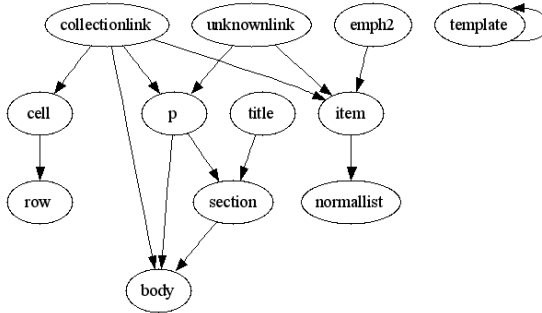 collectionlink unknownlink emph2 template
cell p title item
row section normallist
body